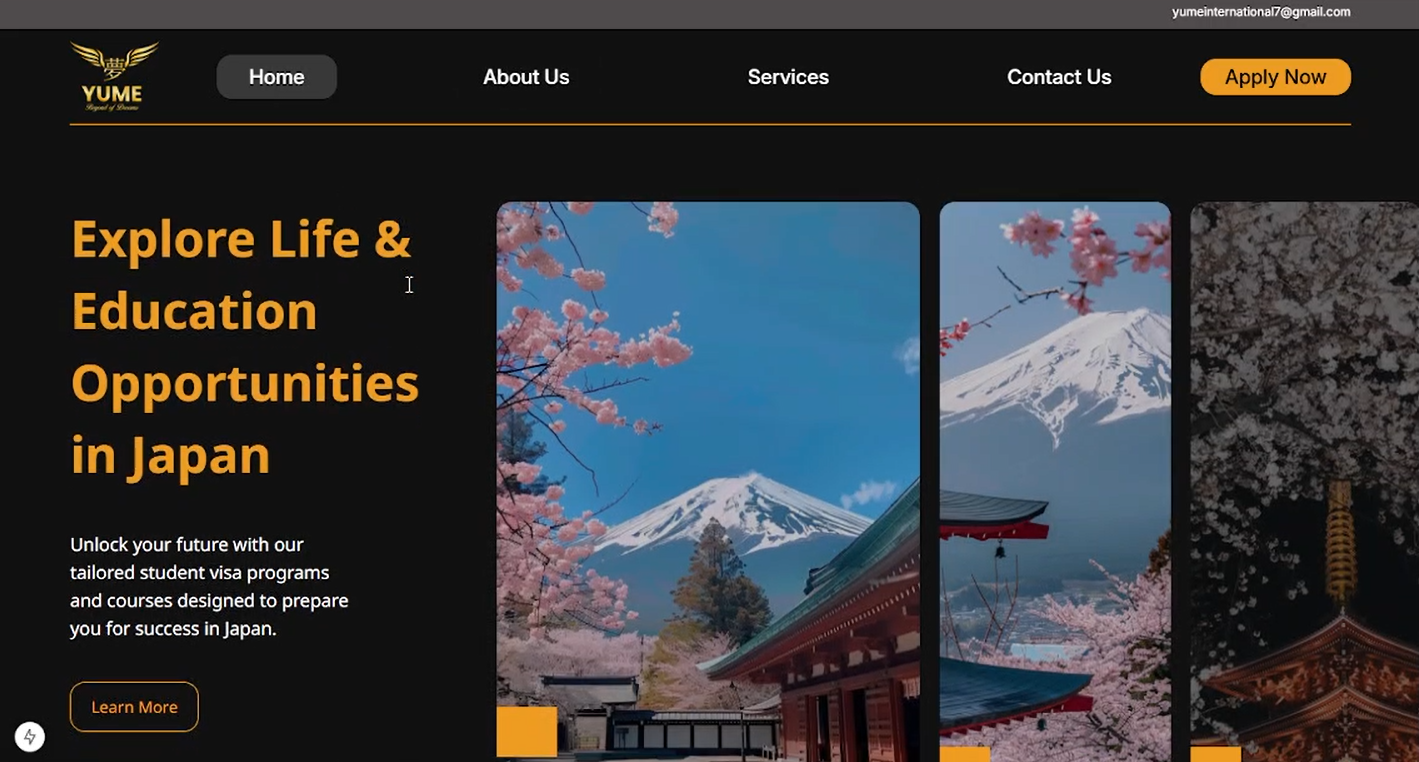 yumeinternational7@gmail.com
夢
YUME
Beyond of Dreams
Home
About Us
Services
Contact Us
Apply Now
Explore Life &
Education
Opportunities
in Japan
Unlock your future with our
tailored student visa programs
and courses designed to prepare
you for success in Japan.
Learn More